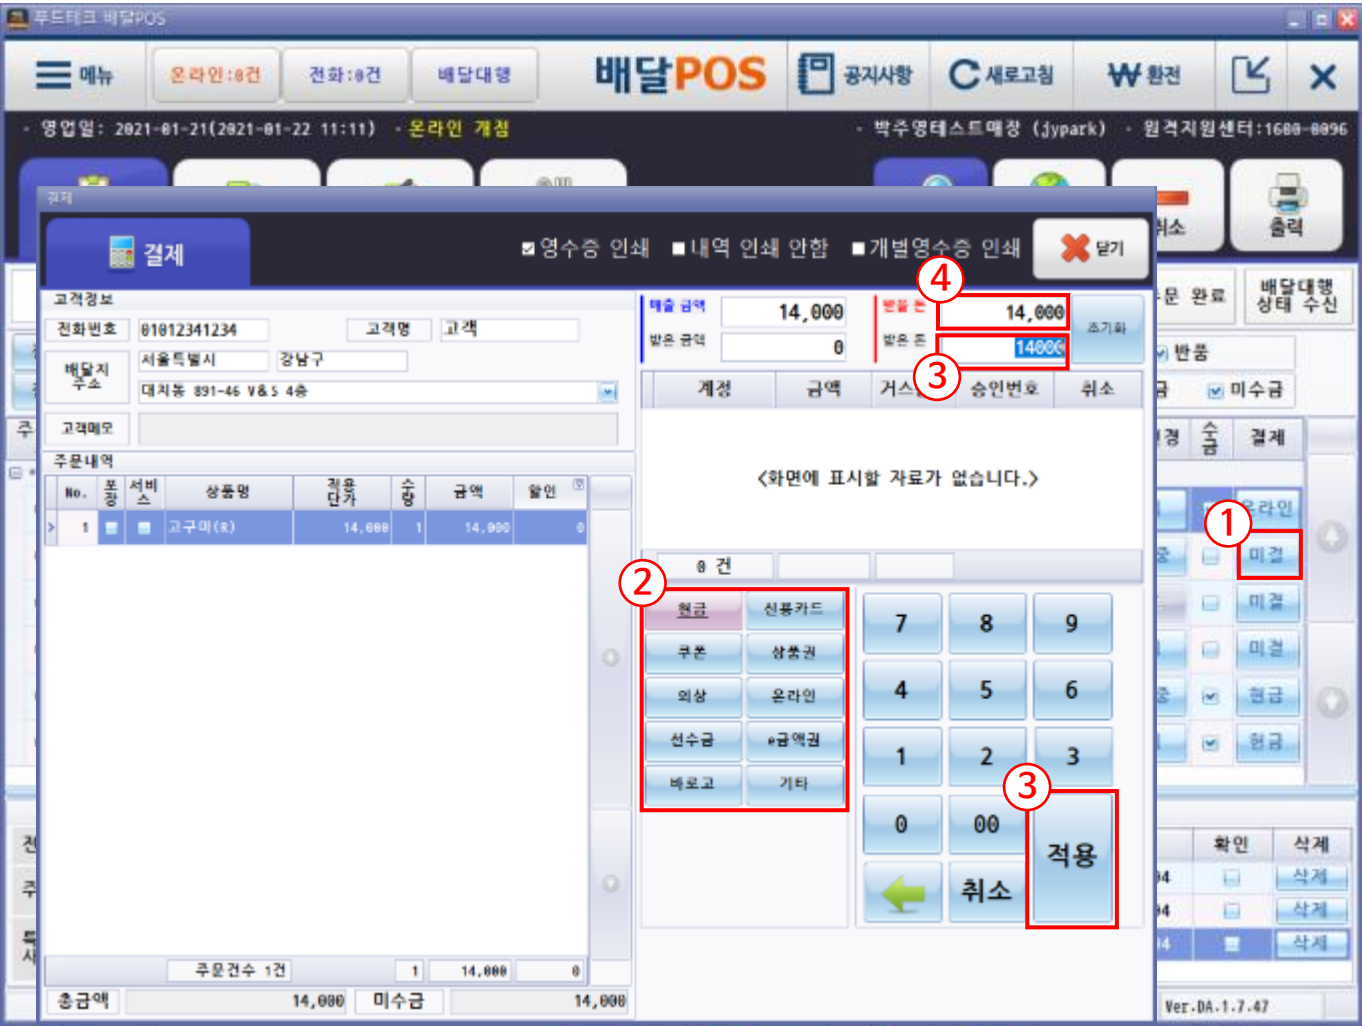 푸드테크 배달POS
메뉴 온라인:0건 전화:0건 배달대행 배달POS 공지사항 새로고침 ₩ 환전
· 영업일: 2021-01-21(2021-01-22 11:11) · 온라인 개점 · 박주영테스트매장 (jypark) · 원격지원센터:1600-0096
결제
취소 출력
결제 영수증 인쇄 내역 인쇄 안함 개별영수증 인쇄 닫기
고객정보
④
매출 금액 14,000 받을 돈 14,000 초기화
전화번호 01012341234 고객명 고객
받은 금액 0 받은 돈 14000
배달지 주소 서울특별시 강남구
대치동 891-46 V&S 4층
③
계정 금액 거스 승인번호 취소
고객메모
주문내역
No. 포장 서비스 상품명 적용단가 수량 금액 할인
1 고구마(R) 14,000 1 14,000 0
<화면에 표시할 자료가 없습니다.>
0 건
②
현금 신용카드
쿠폰 상품권
외상 온라인
선수금 e금액권
바로고 기타
7 8 9
4 5 6
1 2 3
③
0 00 적용
취소
주문건수 1건 1 14,000 0
총금액 14,000 미수금 14,000
문 완료 배달대행 상태 수신
반품
미수금
수금 결제
①
온라인
미결
미결
미결
현금
현금
확인 삭제
삭제
삭제
삭제
Ver.DA.1.7.47